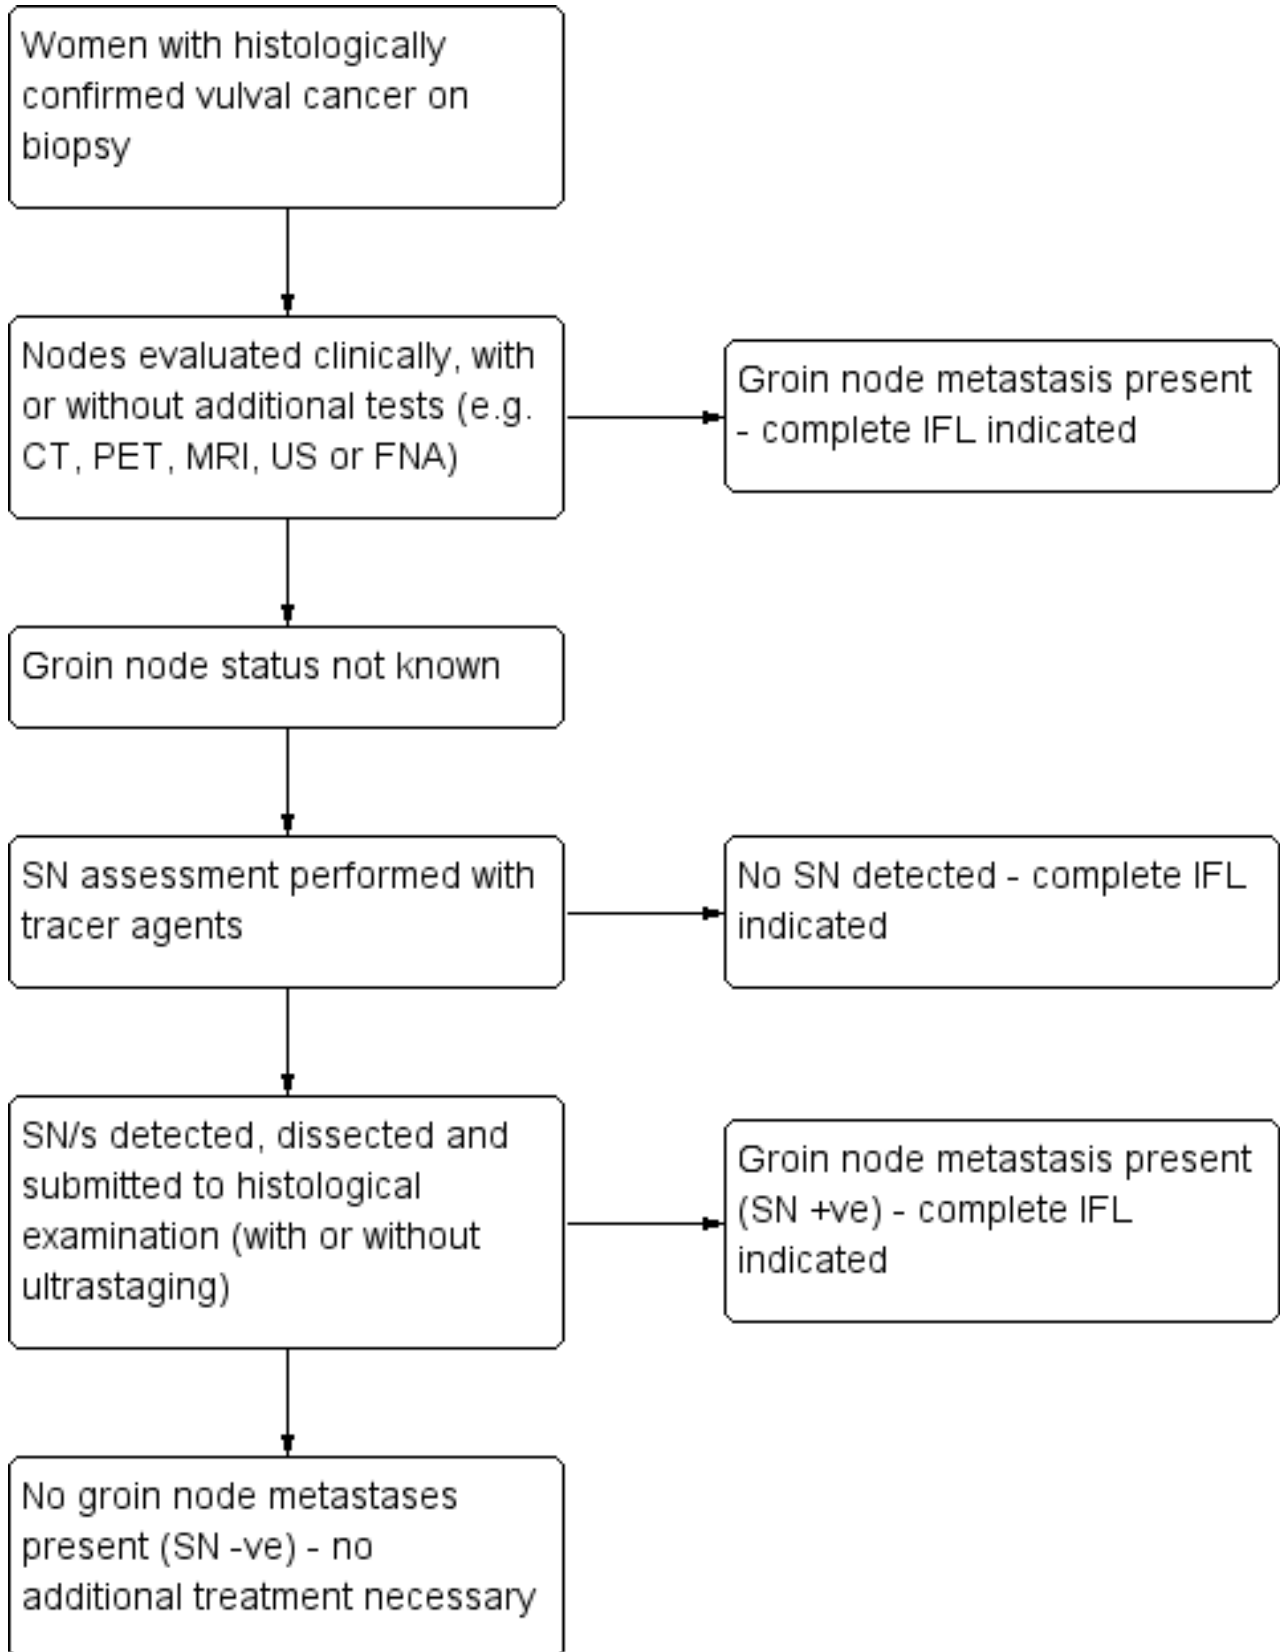 Women with histologically
confirmed vulval cancer on
biopsy
Nodes evaluated clinically, with
or without additional tests (e.g.
CT, PET, MRI, US or FNA)
Groin node metastasis present
- complete IFL indicated
Groin node status not known
SN assessment performed with
tracer agents
No SN detected - complete IFL
indicated
SN/s detected, dissected and
submitted to histological
examination (with or without
ultrastaging)
Groin node metastasis present
(SN +ve) - complete IFL
indicated
No groin node metastases
present (SN -ve) - no
additional treatment necessary